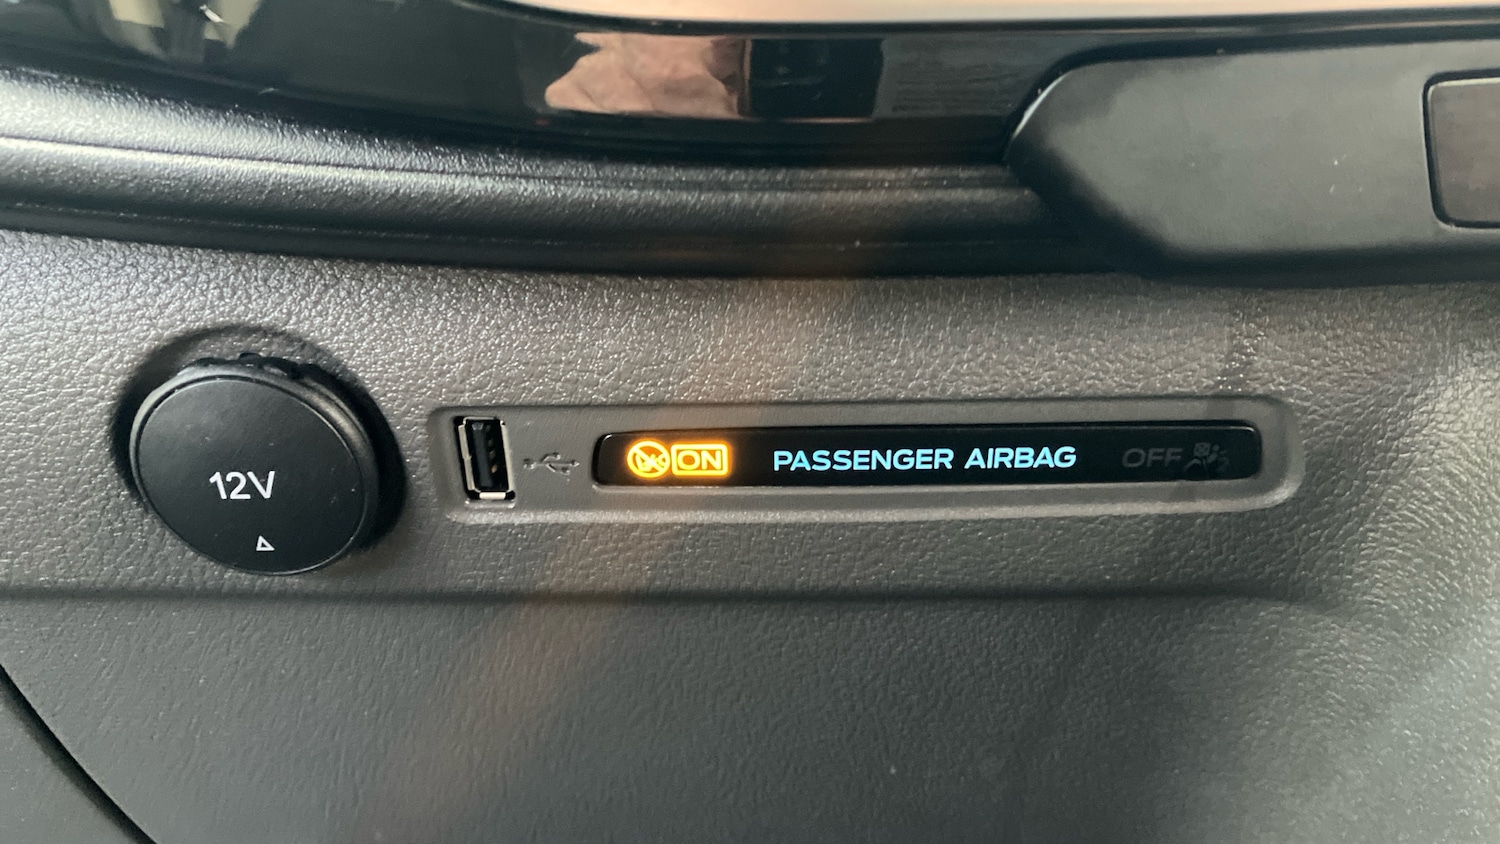 12V
ON PASSENGER AIRBAG OFF